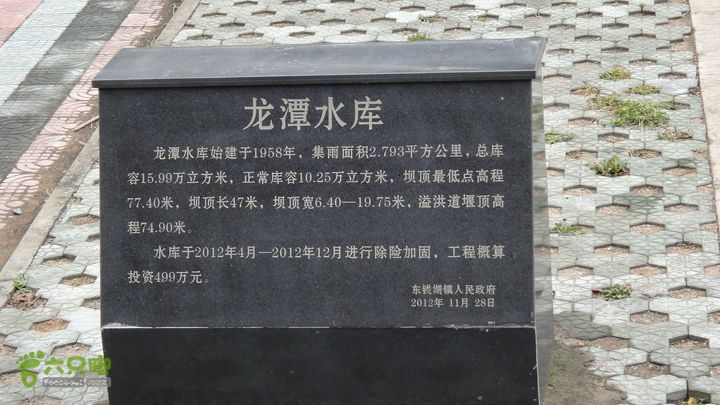 龙潭水库
龙潭水库始建于1958年，集雨面积2.793平方公里，总库
容15.99万立方米，正常库容10.25万立方米，坝顶最低点高程
77.40米，坝顶长47米，坝顶宽6.40—19.75米，溢洪道堰顶高
程74.90米。
水库于2012年4月—2012年12月进行除险加固，工程概算
投资499万元。
东钱湖镇人民政府
2012年 11月 28日
六只脚
Foooooot.com